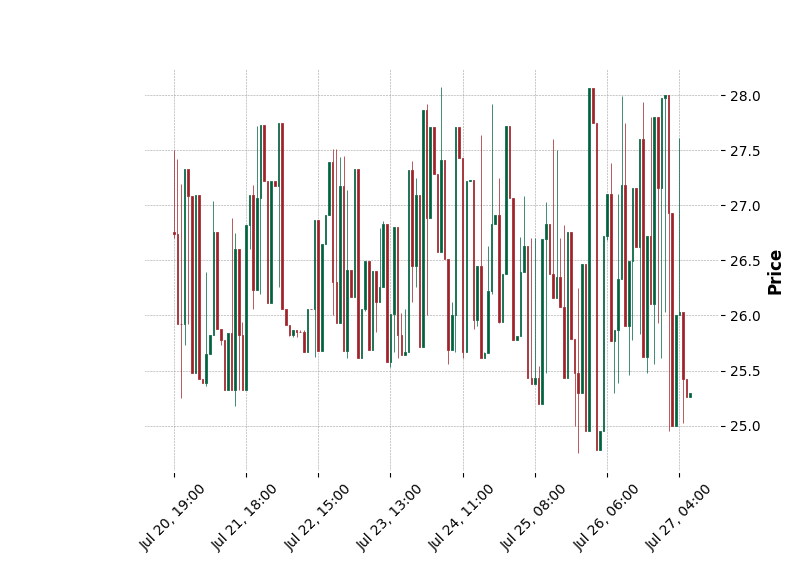 28.0
27.5
27.0
26.5
26.0
25.5
25.0
Price
Jul 20, 19:00
Jul 21, 18:00
Jul 22, 15:00
Jul 23, 13:00
Jul 24, 11:00
Jul 25, 08:00
Jul 26, 06:00
Jul 27, 04:00